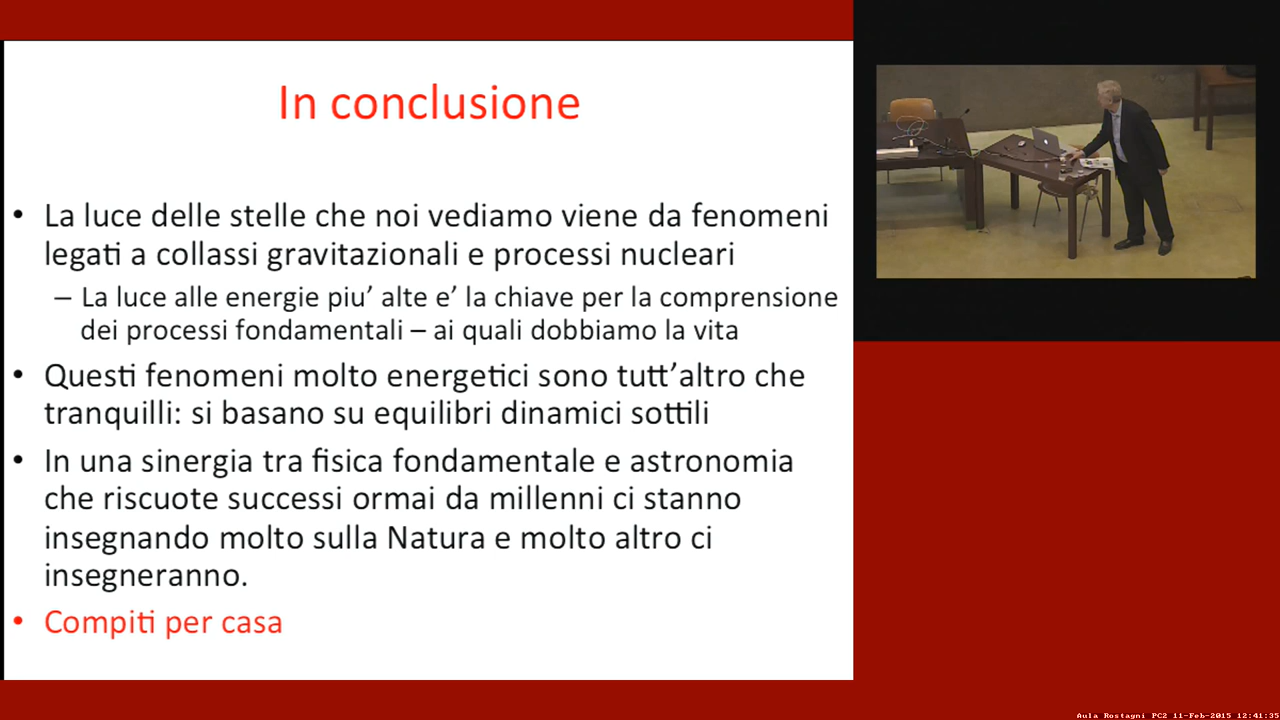 In conclusione
• La luce delle stelle che noi vediamo viene da fenomeni
legati a collassi gravitazionali e processi nucleari
– La luce alle energie piu’ alte e’ la chiave per la comprensione
dei processi fondamentali – ai quali dobbiamo la vita
• Questi fenomeni molto energetici sono tutt’altro che
tranquilli: si basano su equilibri dinamici sottili
• In una sinergia tra fisica fondamentale e astronomia
che riscuote successi ormai da millenni ci stanno
insegnando molto sulla Natura e molto altro ci
insegneranno.
• Compiti per casa
Aula Rostagni PC2 11-Feb-2015 12:41:35